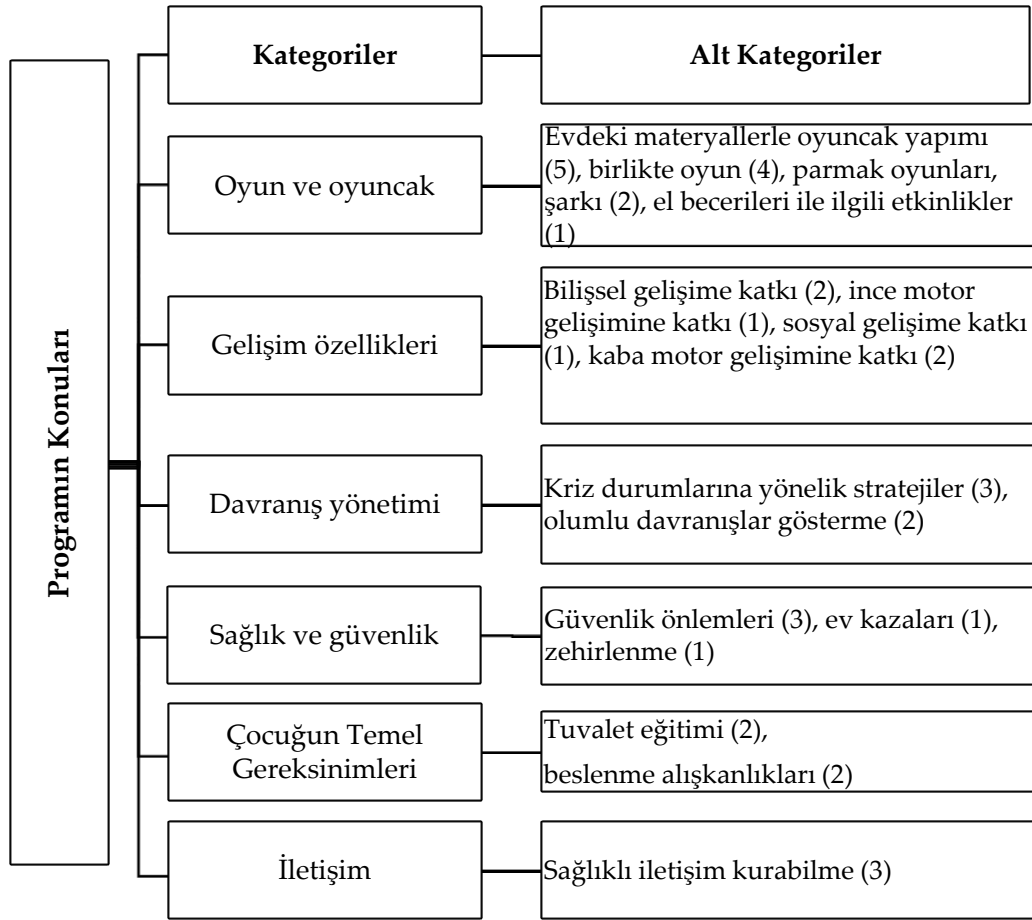 Programın Konuları
Kategoriler
Alt Kategoriler
Oyun ve oyuncak
Evdeki materyallerle oyuncak yapımı
(5), birlikte oyun (4), parmak oyunları,
şarkı (2), el becerileri ile ilgili etkinlikler
(1)
Gelişim özellikleri
Bilişsel gelişime katkı (2), ince motor
gelişimine katkı (1), sosyal gelişime katkı
(1), kaba motor gelişimine katkı (2)
Davranış yönetimi
Kriz durumlarına yönelik stratejiler (3),
olumlu davranışlar gösterme (2)
Sağlık ve güvenlik
Güvenlik önlemleri (3), ev kazaları (1),
zehirlenme (1)
Çocuğun Temel
Gereksinimleri
Tuvalet eğitimi (2),
beslenme alışkanlıkları (2)
İletişim
Sağlıklı iletişim kurabilme (3)